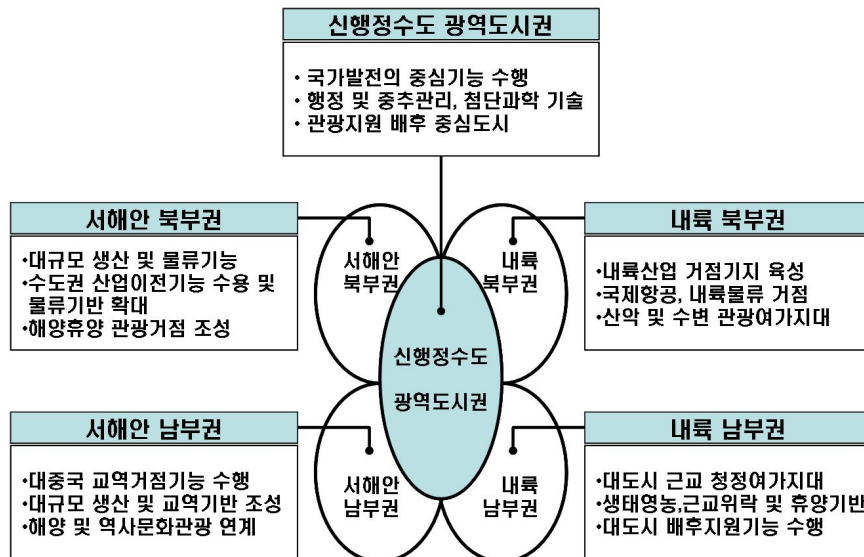 신행정수도 광역도시권
• 국가발전의 중심기능 수행
• 행정 및 중추관리, 첨단과학 기술
• 관광지원 배후 중심도시
서해안 북부권
•대규모 생산 및 물류기능
•수도권 산업이전기능 수용 및
물류기반 확대
•해양휴양 관광거점 조성
서해안
북부권
내륙
북부권
내륙 북부권
•내륙산업 거점기지 육성
•국제항공, 내륙물류 거점
•산악 및 수변 관광여가지대
신행정수도
광역도시권
서해안 남부권
•대중국 교역거점기능 수행
•대규모 생산 및 교역기반 조성
•해양 및 역사문화관광 연계
서해안
남부권
내륙
남부권
내륙 남부권
•대도시 근교 청정여가지대
•생태영농,근교위락 및 휴양기반
•대도시 배후지원기능 수행